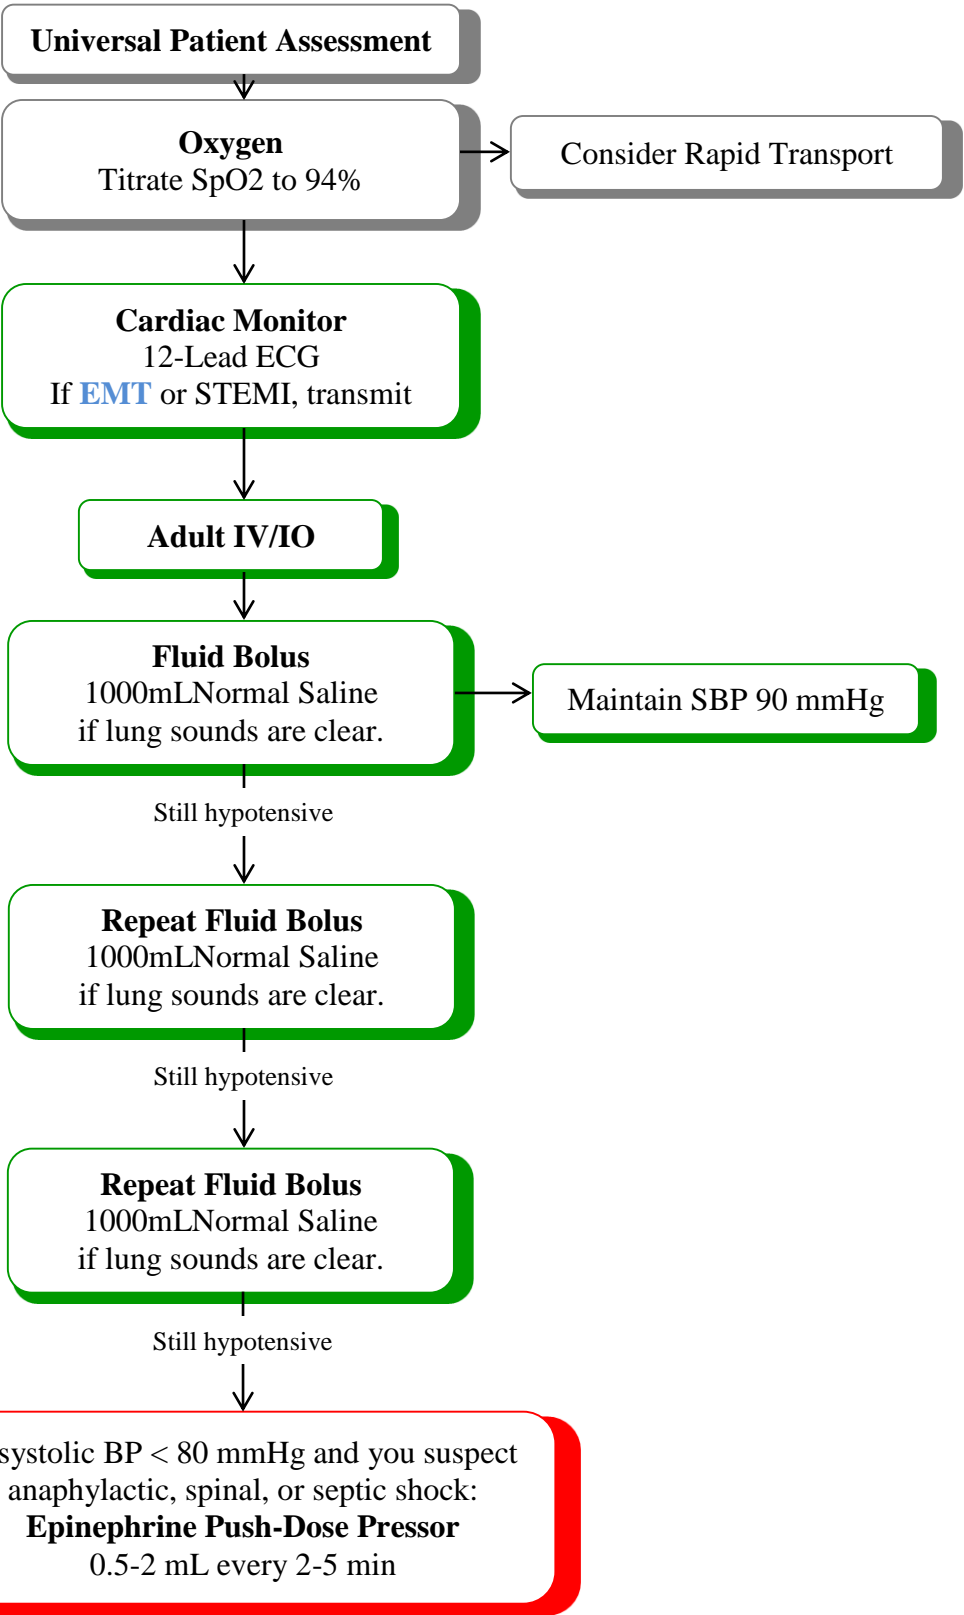 Universal Patient Assessment
Oxygen
Titrate SpO2 to 94%
Consider Rapid Transport
Cardiac Monitor
12-Lead ECG
If EMT or STEMI, transmit
Adult IV/IO
Fluid Bolus
1000mLNormal Saline
if lung sounds are clear.
Maintain SBP 90 mmHg
Still hypotensive
Repeat Fluid Bolus
1000mLNormal Saline
if lung sounds are clear.
Still hypotensive
Repeat Fluid Bolus
1000mLNormal Saline
if lung sounds are clear.
Still hypotensive
systolic BP < 80 mmHg and you suspect
anaphylactic, spinal, or septic shock:
Epinephrine Push-Dose Pressor
0.5-2 mL every 2-5 min